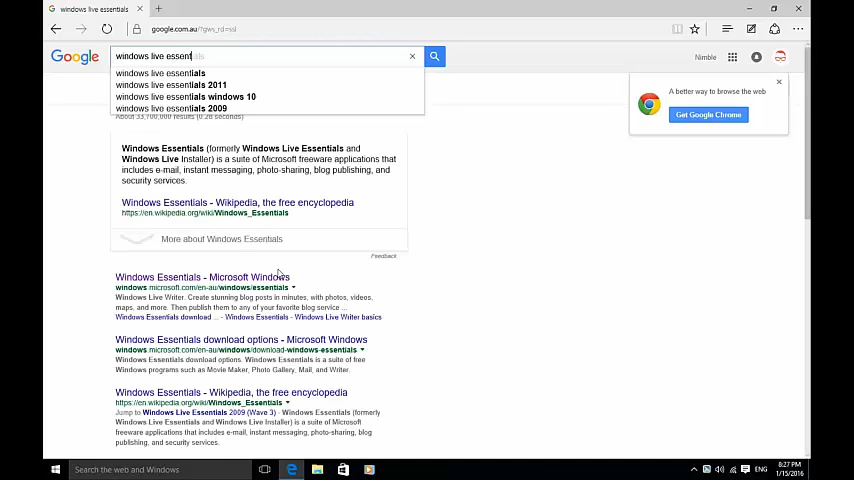 windows live essentials
google.com.au/?gws_rd=ssl
Google
windows live essentials
Nimble
windows live essentials
windows live essentials 2011
windows live essentials windows 10
windows live essentials 2009
About 33,700,000 results (0.28 seconds)
A better way to browse the web
Get Google Chrome
Windows Essentials (formerly Windows Live Essentials and
Windows Live Installer) is a suite of Microsoft freeware applications that
includes e-mail, instant messaging, photo-sharing, blog publishing, and
security services.
Windows Essentials - Wikipedia, the free encyclopedia
https://en.wikipedia.org/wiki/Windows_Essentials
More about Windows Essentials
Feedback
Windows Essentials - Microsoft Windows
windows.microsoft.com/en-au/windows/essentials
Windows Live Writer. Create stunning blog posts in minutes, with photos, videos,
maps, and more. Then publish them to any of your favorite blog service ...
Windows Essentials download ... - Windows Essentials - Windows Live Writer basics
Windows Essentials download options - Microsoft Windows
windows.microsoft.com/en-au/windows/download-windows-essentials
Windows Essentials download options. Windows Essentials is a suite of free
Windows programs such as Movie Maker, Photo Gallery, Mail, and Writer.
Windows Essentials - Wikipedia, the free encyclopedia
https://en.wikipedia.org/wiki/Windows_Essentials
Jump to Windows Live Essentials 2009 (Wave 3) - Windows Essentials (formerly
Windows Live Essentials and Windows Live Installer) is a suite of Microsoft
freeware applications that includes e-mail, instant messaging, photo-sharing, blog
publishing, and security services.
Search the web and Windows
ENG
8:27 PM
1/15/2016